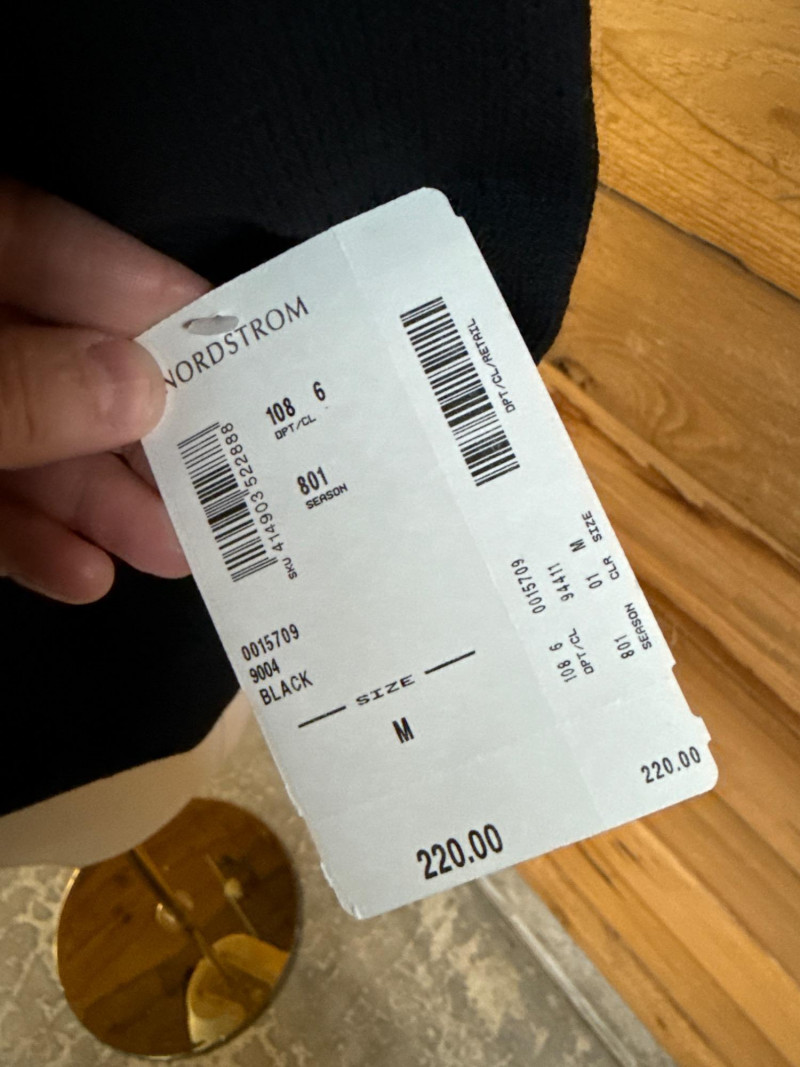 NORDSTROM
108 6
DPT/CL
801
SEASON
SKU 414903522888
0015709
9004
BLACK
SIZE
M
220.00
DPT/CL/RETAIL
0015709
94411
01 M
CLR SIZE
108 6
DPT/CL
801
SEASON
220.00